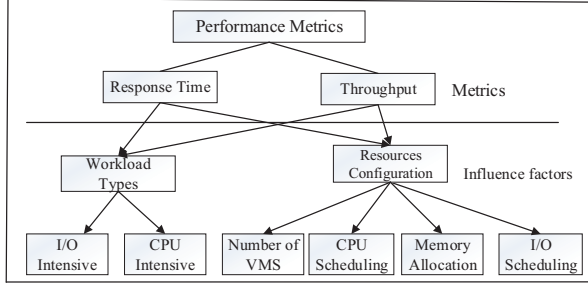 Performance Metrics
Response Time
Throughput
Metrics
Workload
Types
Resources
Configuration
Influence factors
I/O
Intensive
CPU
Intensive
Number of
VMS
CPU
Scheduling
Memory
Allocation
I/O
Scheduling